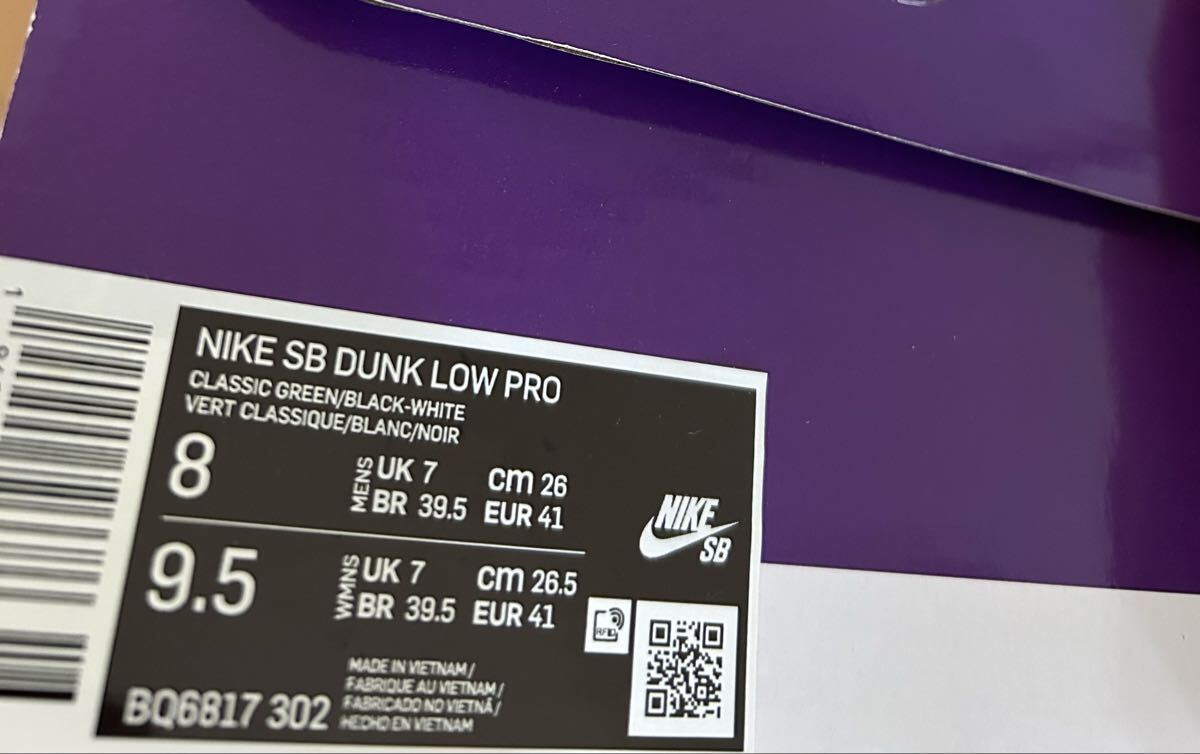 NIKE SB DUNK LOW PRO
CLASSIC GREEN/BLACK-WHITE
VERT CLASSIQUE/BLANC/NOIR
8
MENS
UK 7 cm 26
BR 39.5 EUR 41
9.5
WMNS
UK 7 cm 26.5
BR 39.5 EUR 41
NIKE
SB
RFID
MADE IN VIETNAM /
FABRIQUE AU VIETNAM /
FABRICADO NO VIETNÃ /
HECHO EN VIETNAM
BQ6817 302
1